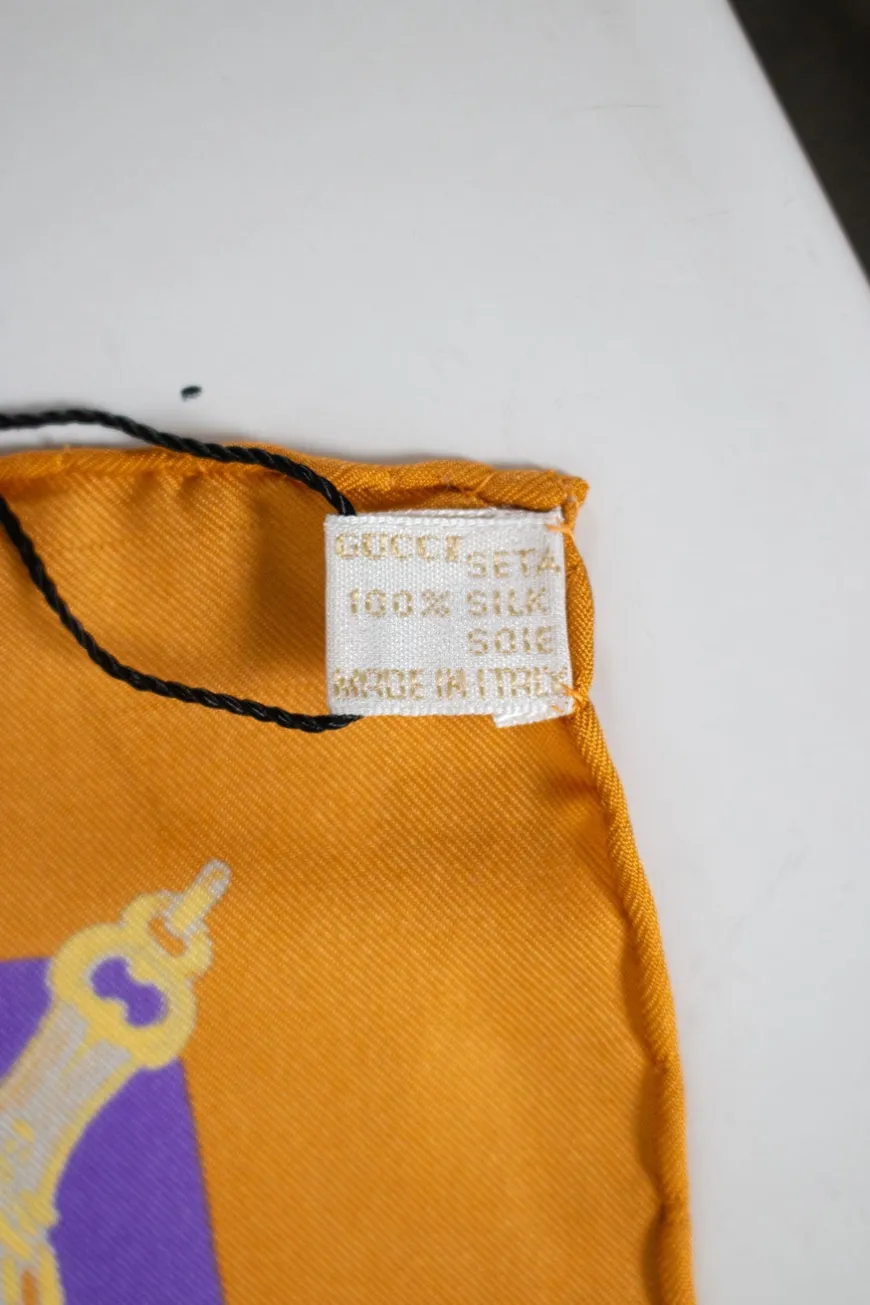 GUCCI SETA
100% SILK
SOIE
MADE IN ITALY